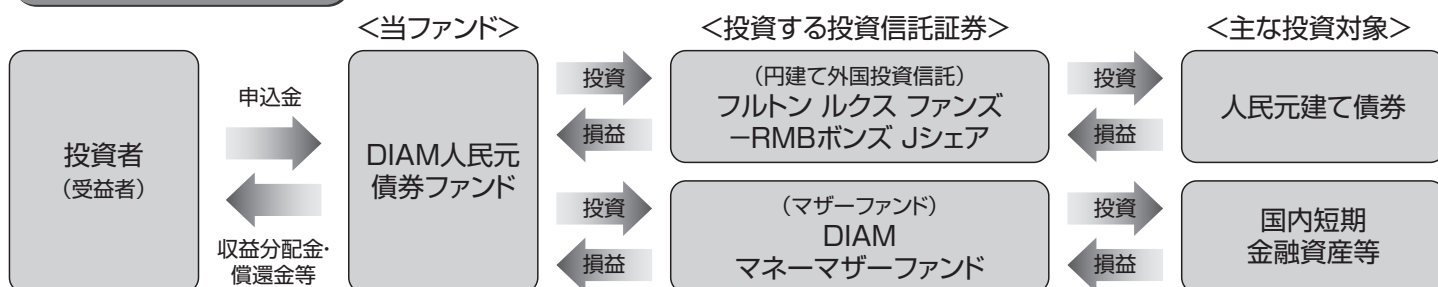 <当ファンド>
<投資する投資信託証券>
<主な投資対象>
投資者
(受益者)
申込金
収益分配金・
償還金等
DIAM人民元
債券ファンド
投資
損益
(円建て外国投資信託)
フルトン ルクス ファンズ
−RMBボンズ Jシェア
投資
損益
人民元建て債券
投資
損益
(マザーファンド)
DIAM
マネーマザーファンド
投資
損益
国内短期
金融資産等